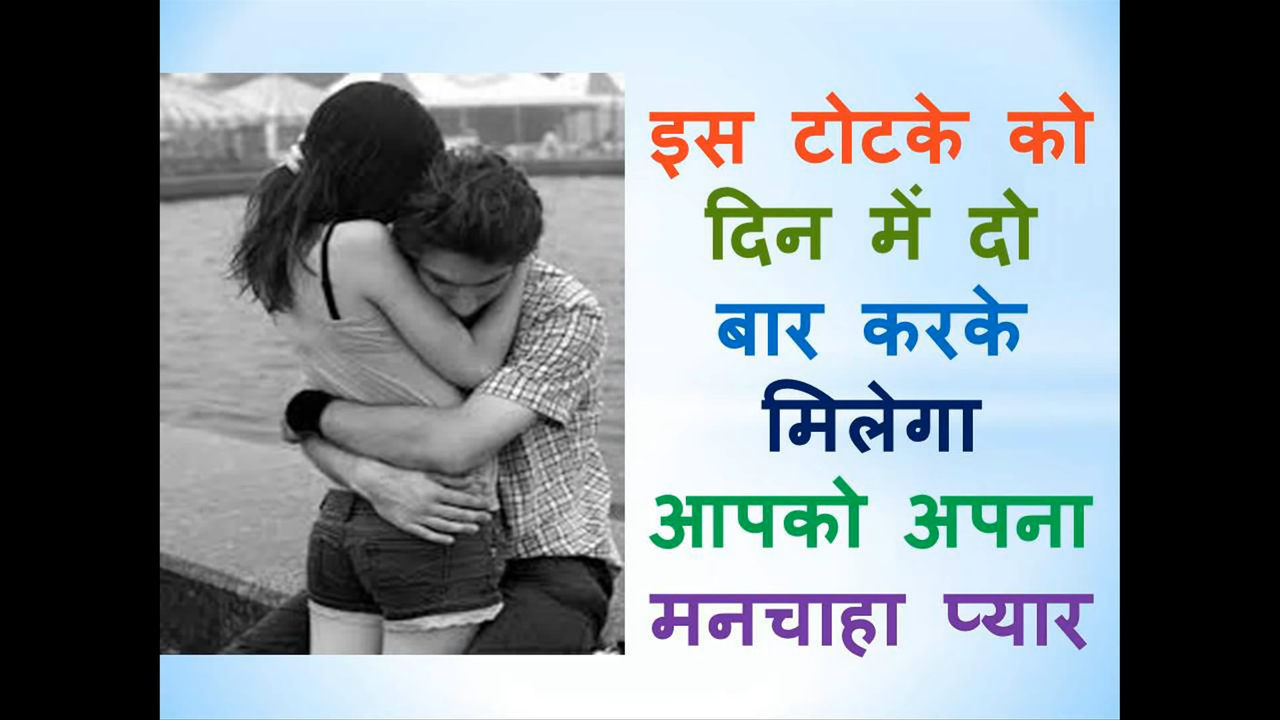 इस टोटके को
दिन में दो
बार करके
मिलेगा
आपको अपना
मनचाहा प्यार